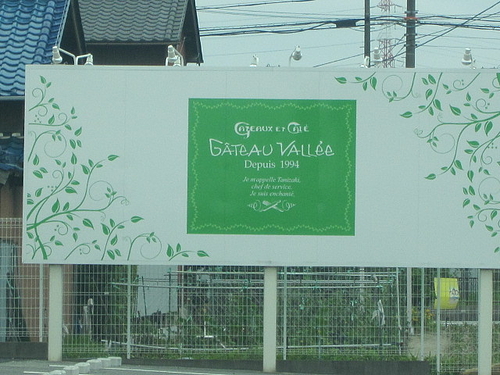 GATEAUX ET CAFÉ
GÂTEAU VALLÉE
Depuis 1994
Je m'appelle Tanizaki,
chef de service.
Je suis enchanté.